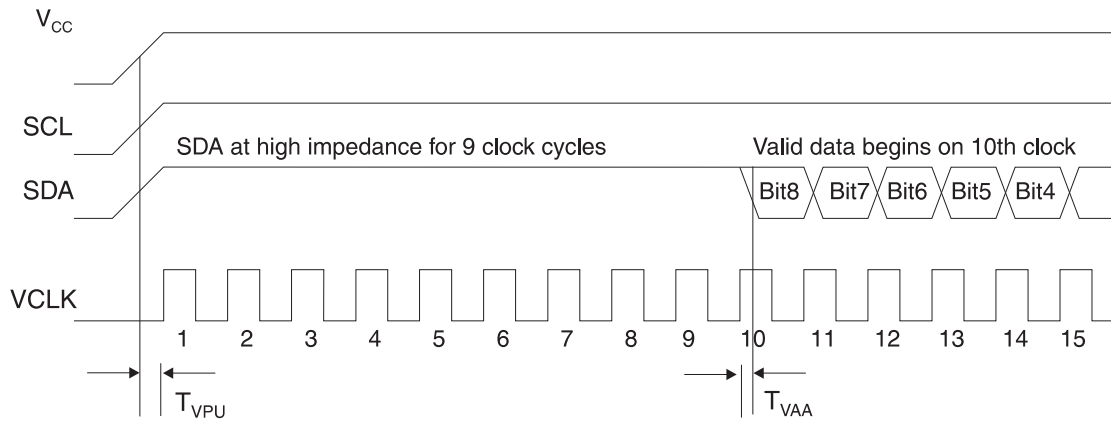 VCC
SCL
SDA at high impedance for 9 clock cycles
Valid data begins on 10th clock
SDA
Bit8 Bit7 Bit6 Bit5 Bit4
VCLK
1 2 3 4 5 6 7 8 9 10 11 12 13 14 15
TVPU
TVAA